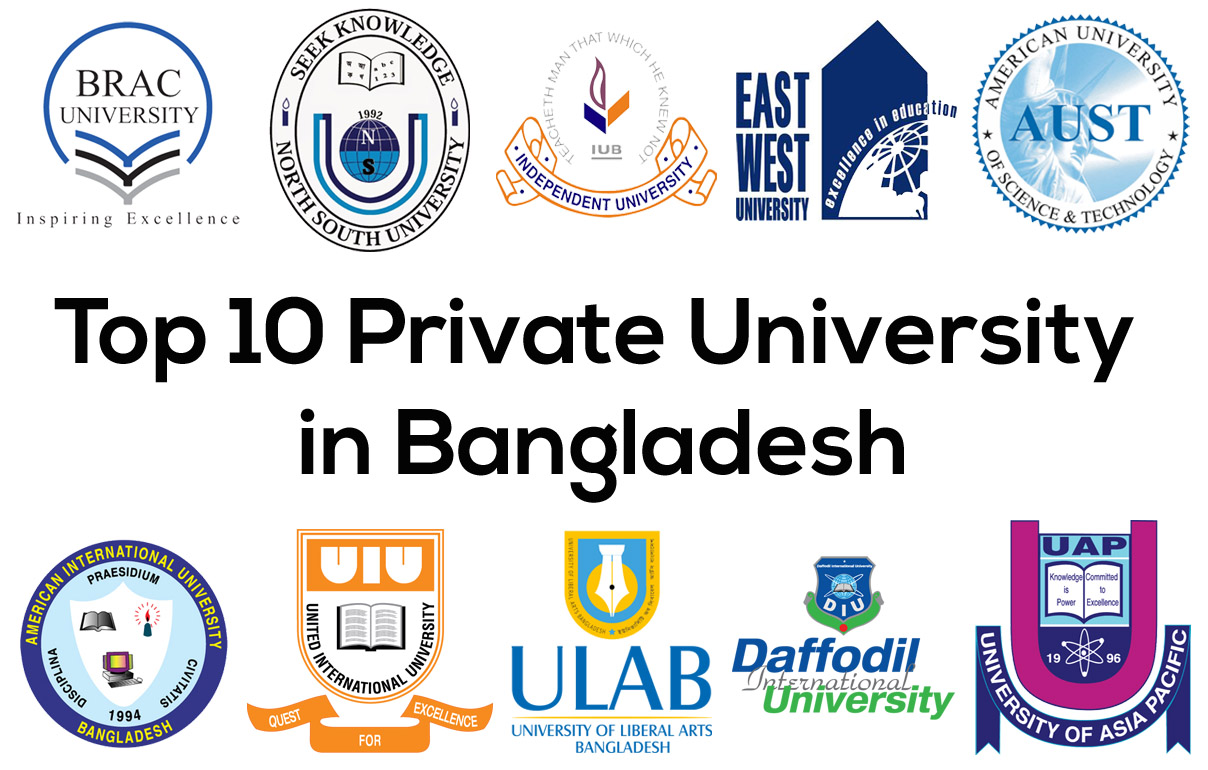 BRAC
UNIVERSITY
Inspiring Excellence
SEEK KNOWLEDGE
1992
N
S
NORTH SOUTH UNIVERSITY
TEACHETH MAN THAT WHICH HE KNEW NOT
IUB
INDEPENDENT UNIVERSITY
EAST
WEST
UNIVERSITY
excellence in education
AMERICAN UNIVERSITY
AUST
OF SCIENCE & TECHNOLOGY
Top 10 Private University
in Bangladesh
AMERICAN INTERNATIONAL UNIVERSITY
PRAESIDIUM
DISCIPLINA
CIVITATIS
1994
BANGLADESH
UIU
UNITED INTERNATIONAL UNIVERSITY
QUEST
FOR
EXCELLENCE
UNIVERSITY OF LIBERAL ARTS BANGLADESH
ULAB
UNIVERSITY OF LIBERAL ARTS
BANGLADESH
Daffodil International University
DIU
Daffodil
International
University
UAP
Knowledge
is
Power
Committed
to
Excellence
19 96
UNIVERSITY OF ASIA PACIFIC